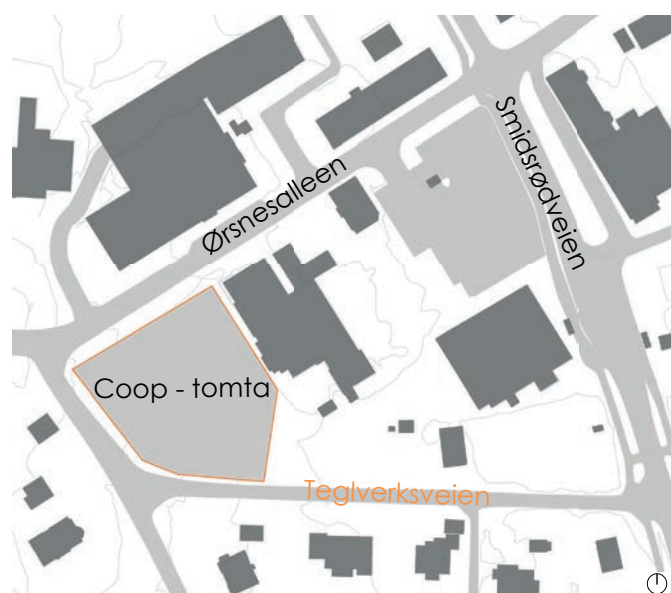 Smidsrødveien
Ørsnesalleen
Coop - tomta
Teglverksveien